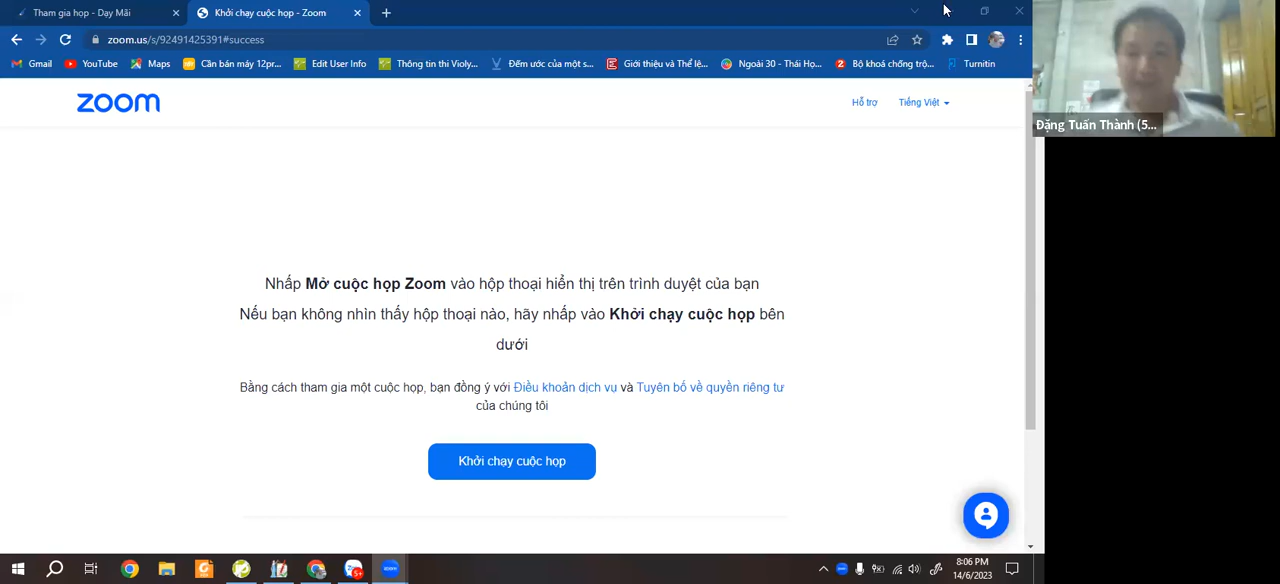 Tham gia họp - Dạy Mãi
Khởi chạy cuộc họp - Zoom
zoom.us/s/92491425391#success
Gmail
YouTube
Maps
Căn bán máy 12pr...
Edit User Info
Thông tin thi Violy...
Đếm ước của một s...
Giới thiệu và Thể lệ...
Ngoài 30 - Thái Họ...
Bộ khoá chống trộ...
Turnitin
Đặng Tuấn Thành (5...
zoom
Hỗ trợ
Tiếng Việt
Nhấp Mở cuộc họp Zoom vào hộp thoại hiển thị trên trình duyệt của bạn
Nếu bạn không nhìn thấy hộp thoại nào, hãy nhấp vào Khởi chạy cuộc họp bên
dưới
Bằng cách tham gia một cuộc họp, bạn đồng ý với Điều khoản dịch vụ và Tuyên bố về quyền riêng tư
của chúng tôi
Khởi chạy cuộc họp
8:06 PM
14/6/2023